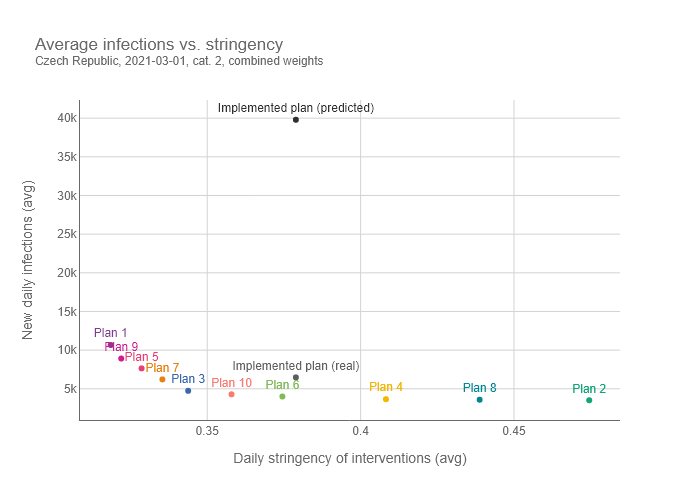 Average infections vs. stringency
Czech Republic, 2021-03-01, cat. 2, combined weights
Implemented plan (predicted)
40k
35k
30k
25k
20k
15k
10k
5k
New daily infections (avg)
Plan 1
Plan 9
Plan 5
Plan 7
Plan 3
Plan 10
Implemented plan (real)
Plan 6
Plan 4
Plan 8
Plan 2
0.35
0.4
0.45
Daily stringency of interventions (avg)